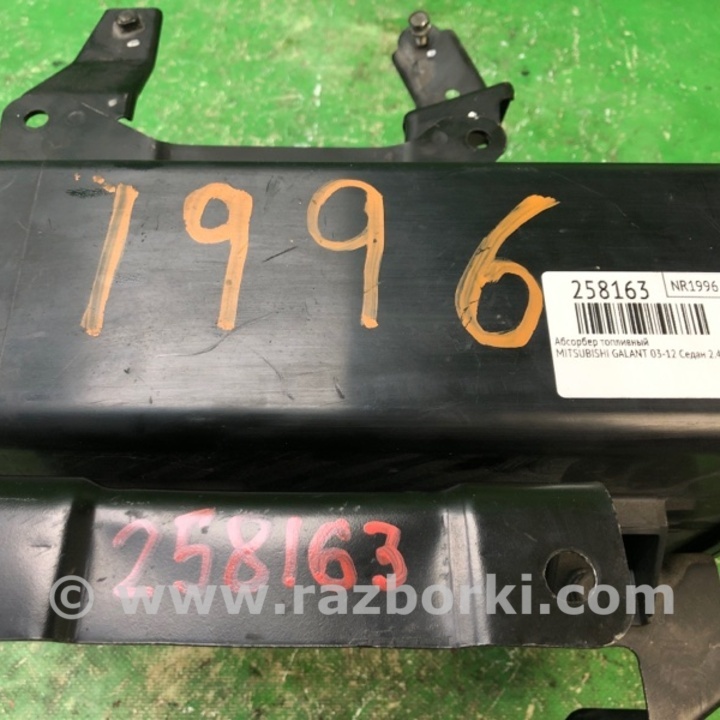 1996
258163 NR1996
Абсорбер топливный
MITSUBISHI GALANT 03-12 Седан 2.4
258163
© www.razborki.com